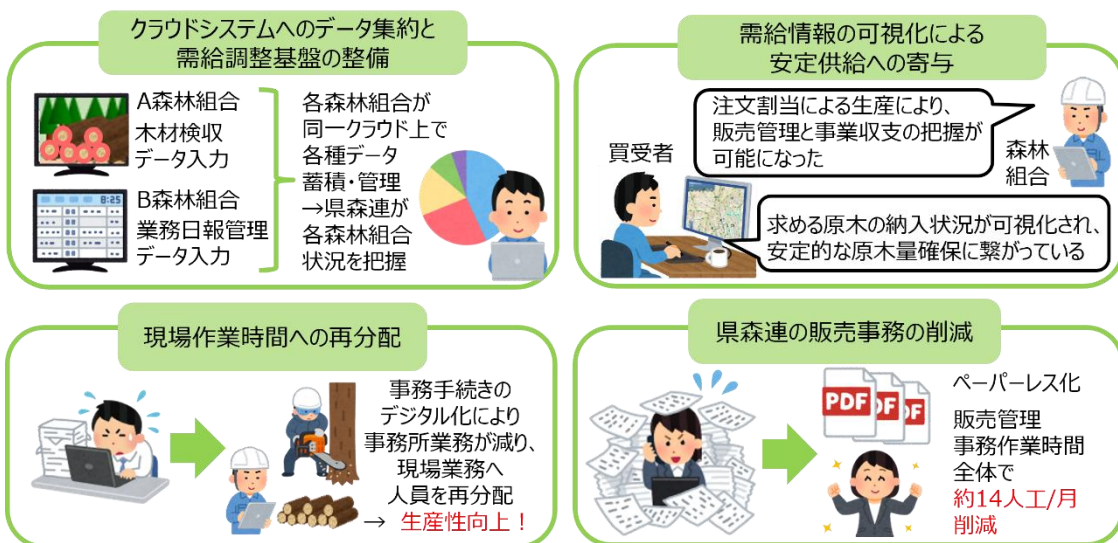 クラウドシステムへのデータ集約と
需給調整基盤の整備
A森林組合
木材検収
データ入力
8:25
B森林組合
業務日報管理
データ入力
各森林組合が
同一クラウド上で
各種データ
蓄積・管理
→県森連が
各森林組合
状況を把握
需給情報の可視化による
安定供給への寄与
注文割当による生産により、
販売管理と事業収支の把握が
可能になった
森林
組合
買受者
求める原木の納入状況が可視化され、
安定的な原木量確保に繋がっている
現場作業時間への再分配
事務手続きの
デジタル化により
事務所業務が減り、
現場業務へ
人員を再分配
→ 生産性向上！
県森連の販売事務の削減
PDF
PDF
PDF
ペーパーレス化
販売管理
事務作業時間
全体で
約14人工/月
削減